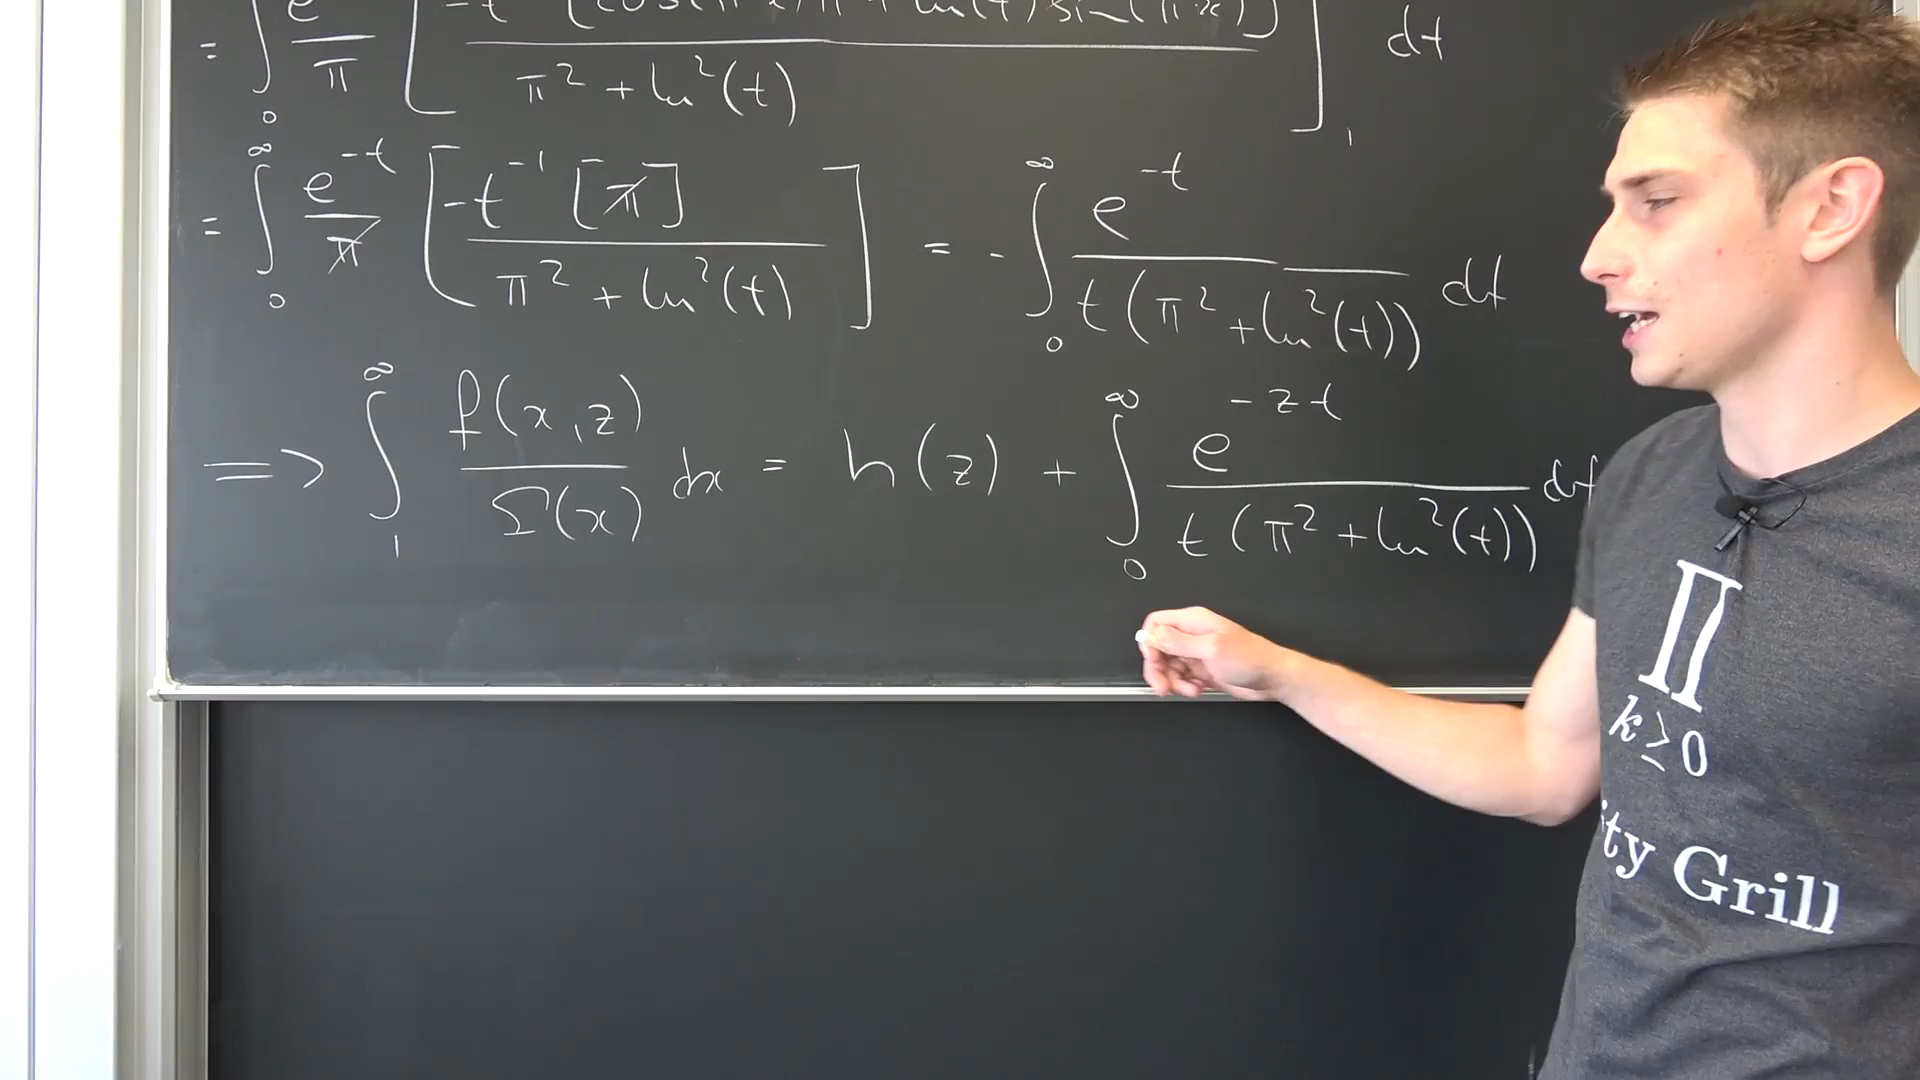 = ∫₀ e/π [ -t [cos(πx)π + ln(t) sin(πx)] / (π² + ln²(t)) ]₁ dt
= ∫₀^∞ e^(-t)/π [ -t^(-1) [π] / (π² + ln²(t)) ] = - ∫₀^∞ e^(-t) / (t(π² + ln²(t))) dt
=> ∫₁^∞ f(x,z)/Γ(x) dx = h(z) + ∫₀^∞ e^(-zt) / (t(π² + ln²(t))) dt
∏
k≥0
ity Grill